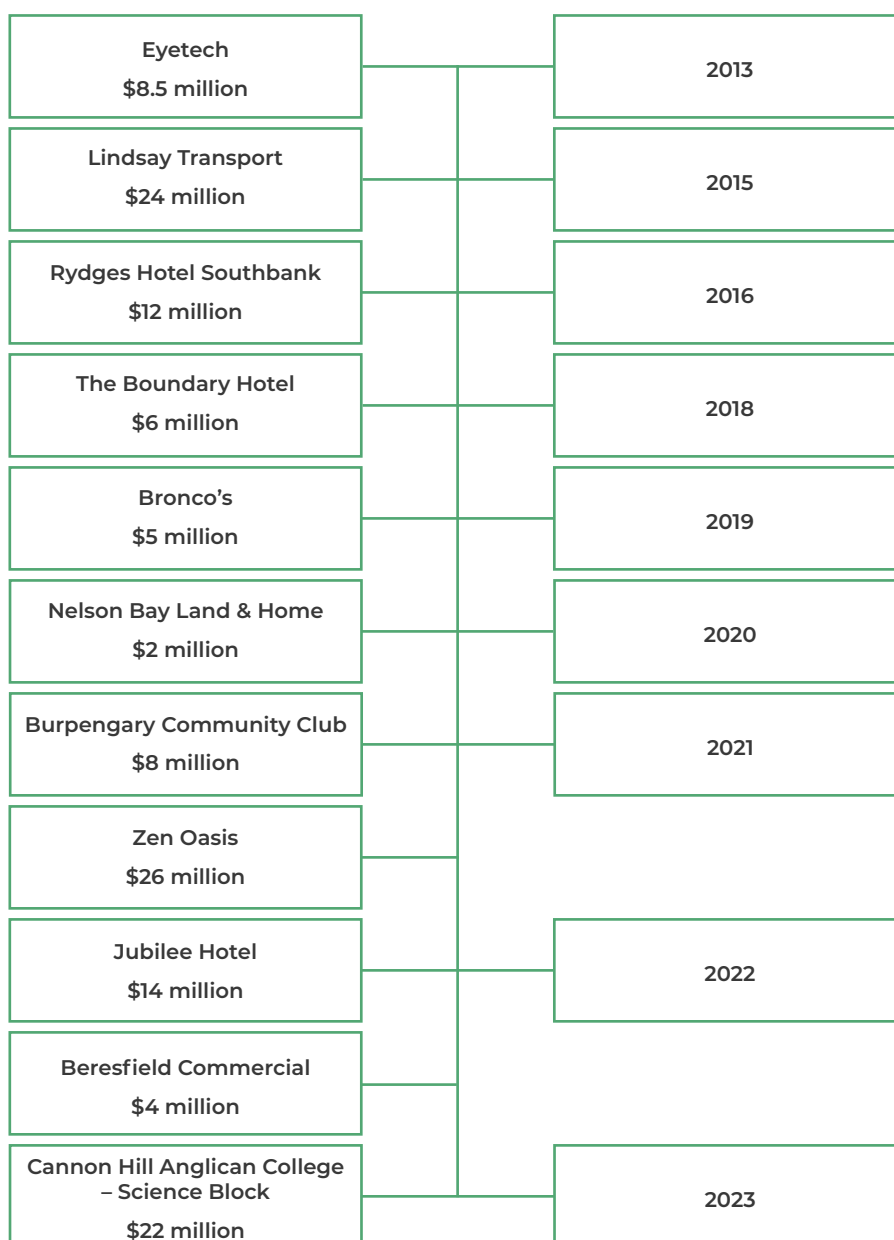 Eyetech
$8.5 million
2013
Lindsay Transport
$24 million
2015
Rydges Hotel Southbank
$12 million
2016
The Boundary Hotel
$6 million
2018
Bronco’s
$5 million
2019
Nelson Bay Land & Home
$2 million
2020
Burpengary Community Club
$8 million
2021
Zen Oasis
$26 million
Jubilee Hotel
$14 million
2022
Beresfield Commercial
$4 million
Cannon Hill Anglican College
– Science Block
$22 million
2023